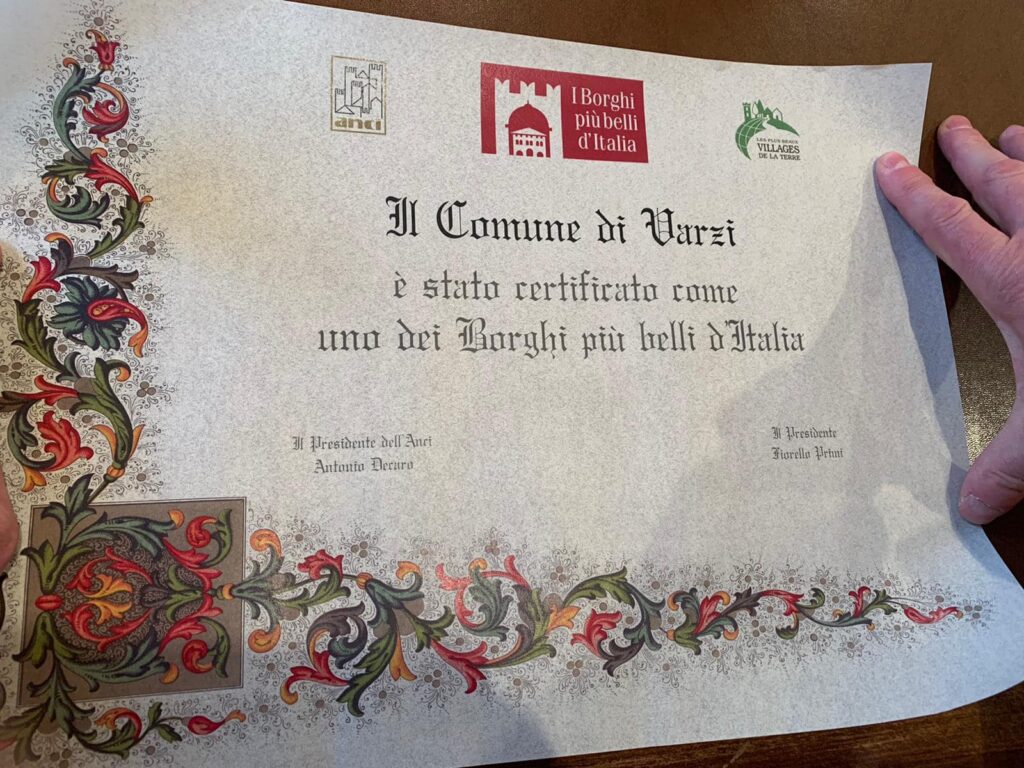 anci
I Borghi
più belli
d'Italia
LES PLUS BEAUX
VILLAGES
DE LA TERRE
Il Comune di Varzi
è stato certificato come
uno dei Borghi più belli d'Italia
Il Presidente dell'Anci
Antonio Decaro
Il Presidente
Fiorello Primi